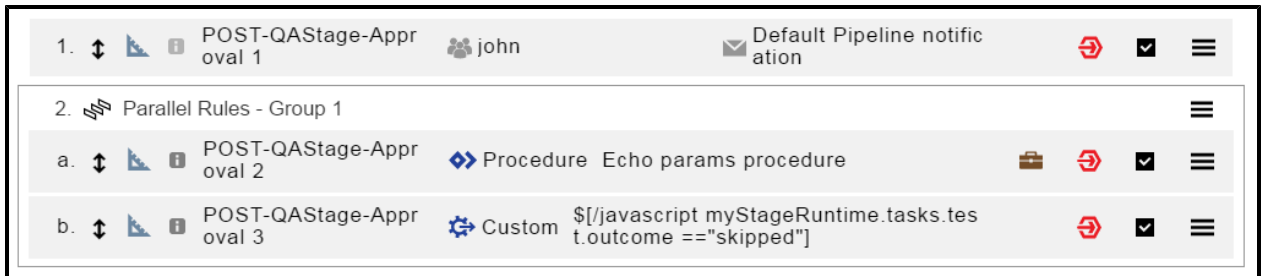 1. POST-QAStage-Appr john Default Pipeline notific
oval 1 ation
2. Parallel Rules - Group 1
a. POST-QAStage-Appr Procedure Echo params procedure
oval 2
b. POST-QAStage-Appr Custom $[/javascript myStageRuntime.tasks.tes
oval 3 t.outcome =="skipped"]